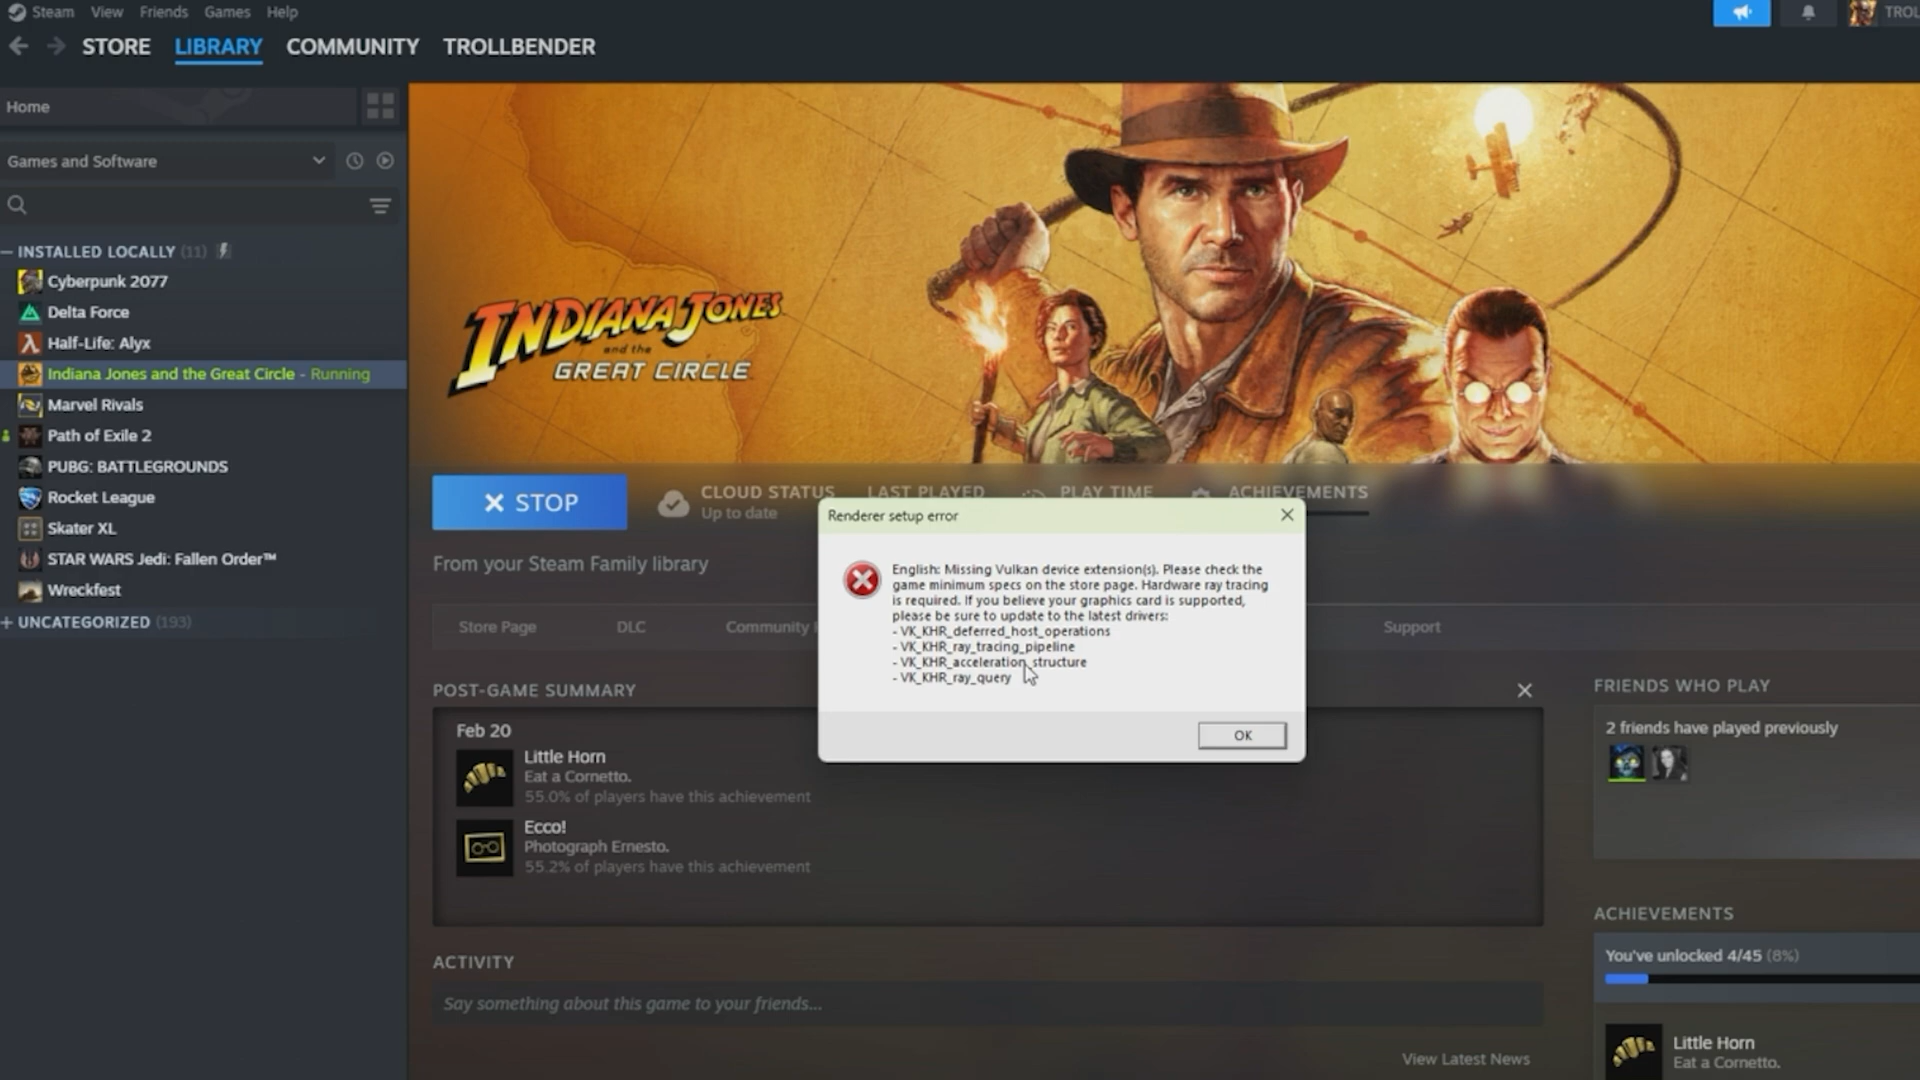 Steam View Friends Games Help
TROL
STORE LIBRARY COMMUNITY TROLLBENDER
Home
Games and Software
INSTALLED LOCALLY (11)
Cyberpunk 2077
Delta Force
Half-Life: Alyx
Indiana Jones and the Great Circle - Running
Marvel Rivals
Path of Exile 2
PUBG: BATTLEGROUNDS
Rocket League
Skater XL
STAR WARS Jedi: Fallen Order™
Wreckfest
+ UNCATEGORIZED (193)
INDIANA JONES
and the
GREAT CIRCLE
STOP
CLOUD STATUS
Up to date
LAST PLAYED
PLAY TIME
ACHIEVEMENTS
From your Steam Family library
Store Page DLC Community Support
Renderer setup error
English: Missing Vulkan device extension(s). Please check the
game minimum specs on the store page. Hardware ray tracing
is required. If you believe your graphics card is supported,
please be sure to update to the latest drivers:
- VK_KHR_deferred_host_operations
- VK_KHR_ray_tracing_pipeline
- VK_KHR_acceleration_structure
- VK_KHR_ray_query
OK
POST-GAME SUMMARY
Feb 20
Little Horn
Eat a Cornetto.
55.0% of players have this achievement
Ecco!
Photograph Ernesto.
55.2% of players have this achievement
ACTIVITY
Say something about this game to your friends...
View Latest News
FRIENDS WHO PLAY
2 friends have played previously
ACHIEVEMENTS
You've unlocked 4/45 (8%)
Little Horn
Eat a Cornetto.